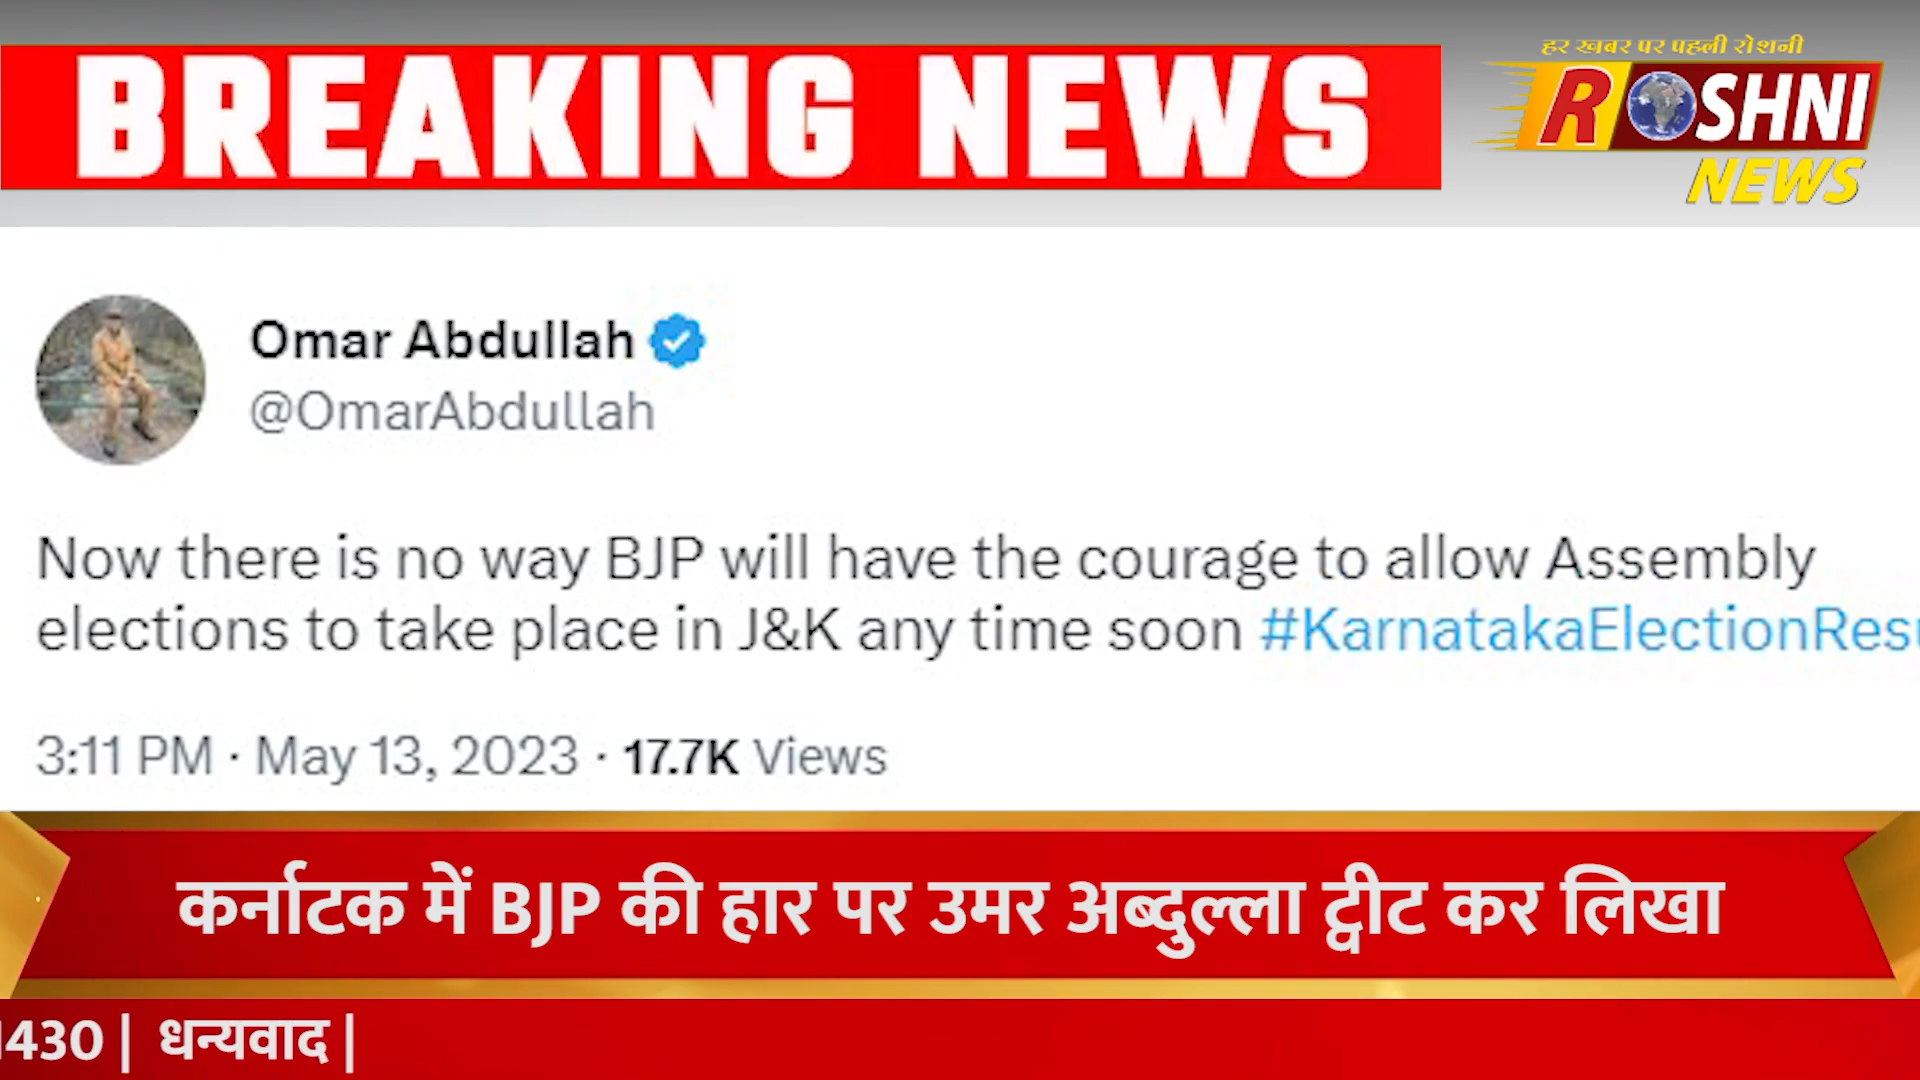 BREAKING NEWS
हर खबर पर पहली रोशनी
ROSHNI
NEWS
Omar Abdullah
@OmarAbdullah
Now there is no way BJP will have the courage to allow Assembly
elections to take place in J&K any time soon #KarnatakaElectionRes
3:11 PM · May 13, 2023 · 17.7K Views
कर्नाटक में BJP की हार पर उमर अब्दुल्ला ट्वीट कर लिखा
430 | धन्यवाद |